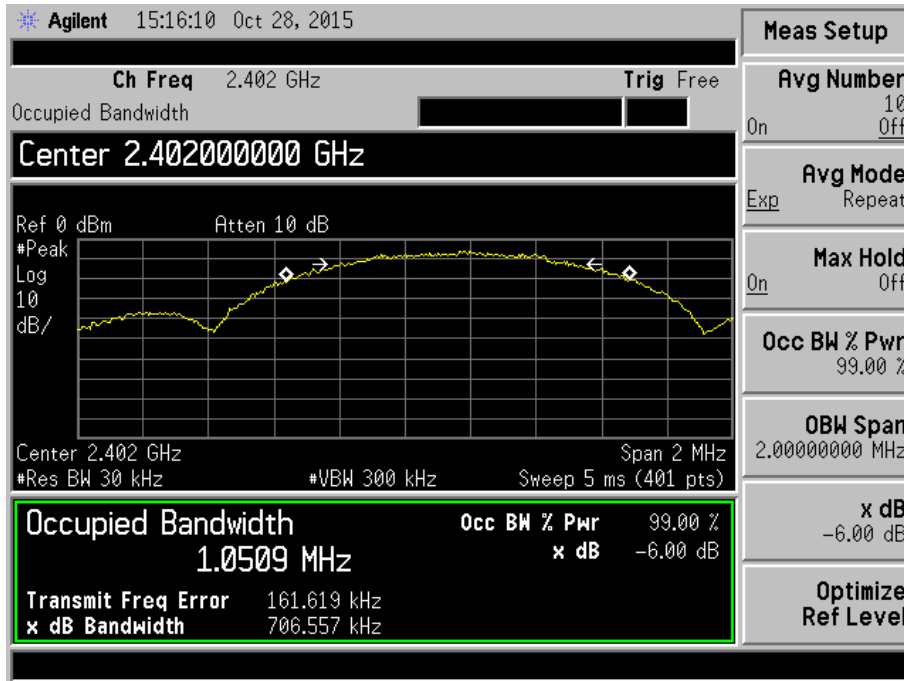 Agilent 15:16:10 Oct 28, 2015
Ch Freq 2.402 GHz Trig Free
Occupied Bandwidth
Center 2.402000000 GHz
Ref 0 dBm Atten 10 dB
#Peak
Log
10
dB/
Center 2.402 GHz Span 2 MHz
#Res BW 30 kHz #VBW 300 kHz Sweep 5 ms (401 pts)
Occupied Bandwidth Occ BW % Pwr 99.00 %
1.0509 MHz x dB -6.00 dB
Transmit Freq Error 161.619 kHz
x dB Bandwidth 706.557 kHz
Meas Setup
Avg Number
10
On Off
Avg Mode
Exp Repeat
Max Hold
On Off
Occ BW % Pwr
99.00 %
OBW Span
2.00000000 MHz
x dB
-6.00 dB
Optimize
Ref Level